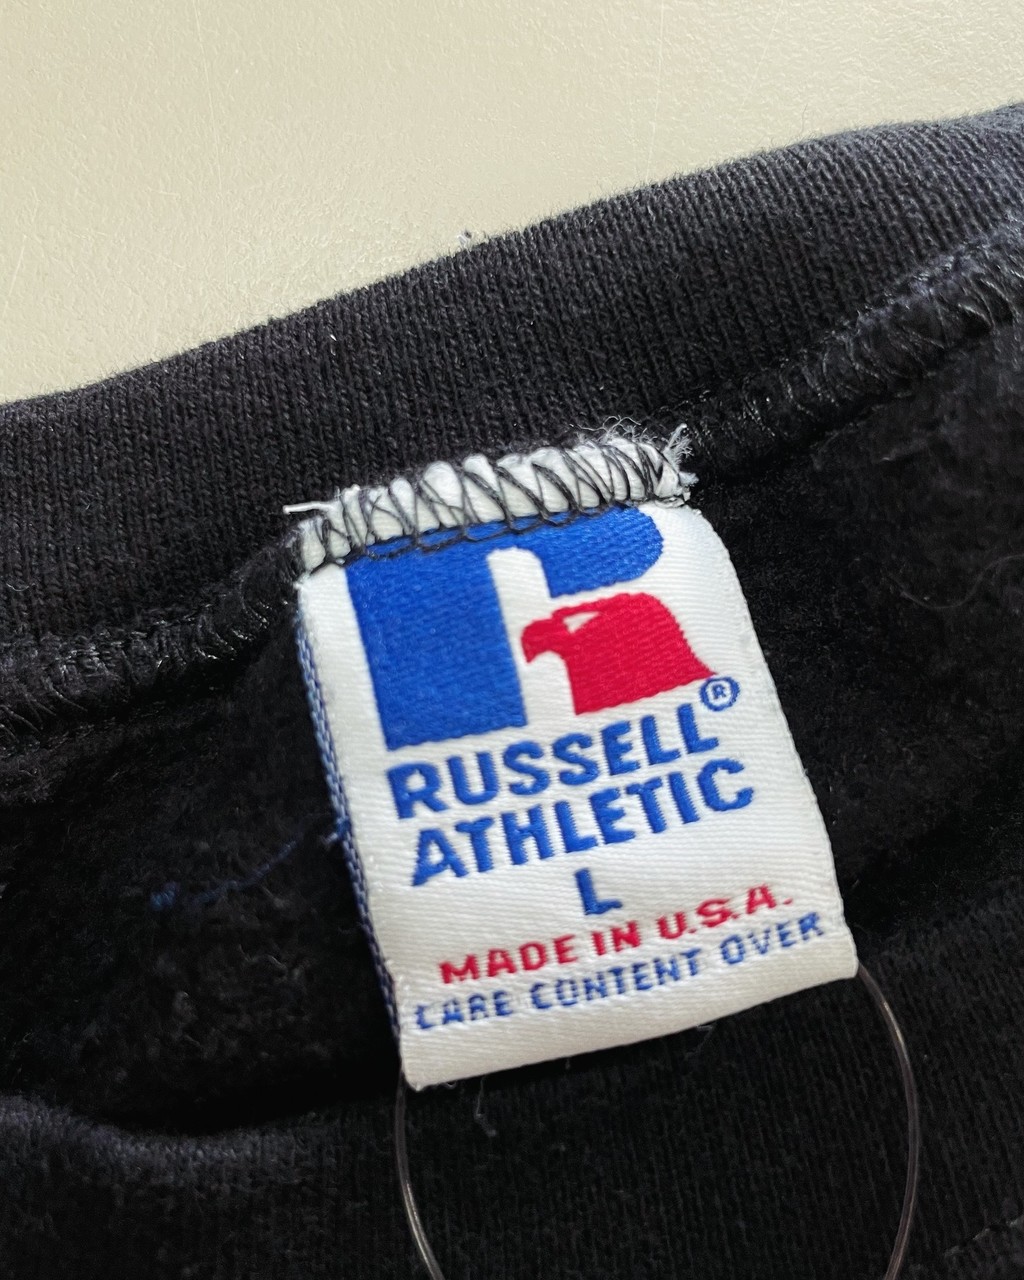 RUSSELL®
ATHLETIC
L
MADE IN U.S.A.
CARE CONTENT OVER